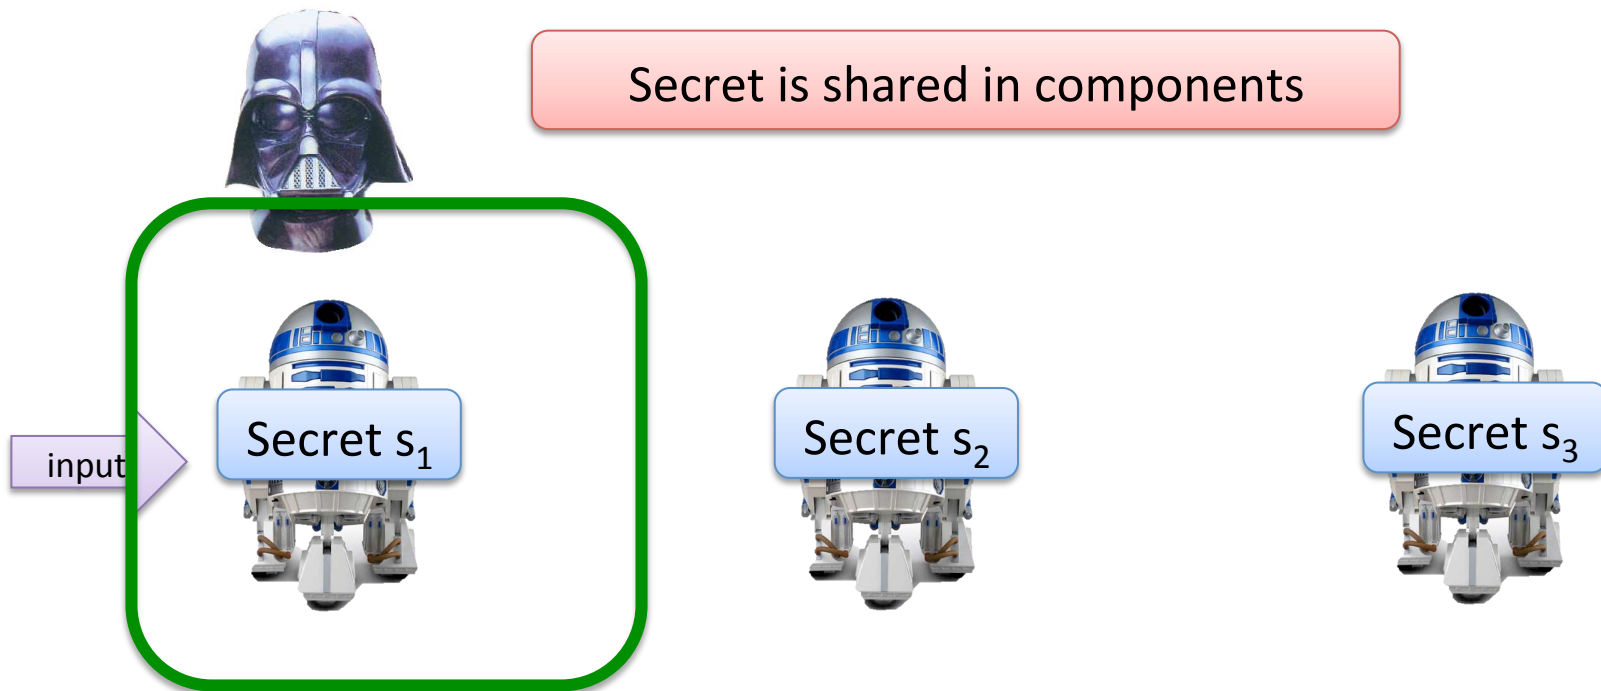 Secret is shared in components
input
Secret s₁
Secret s₂
Secret s₃